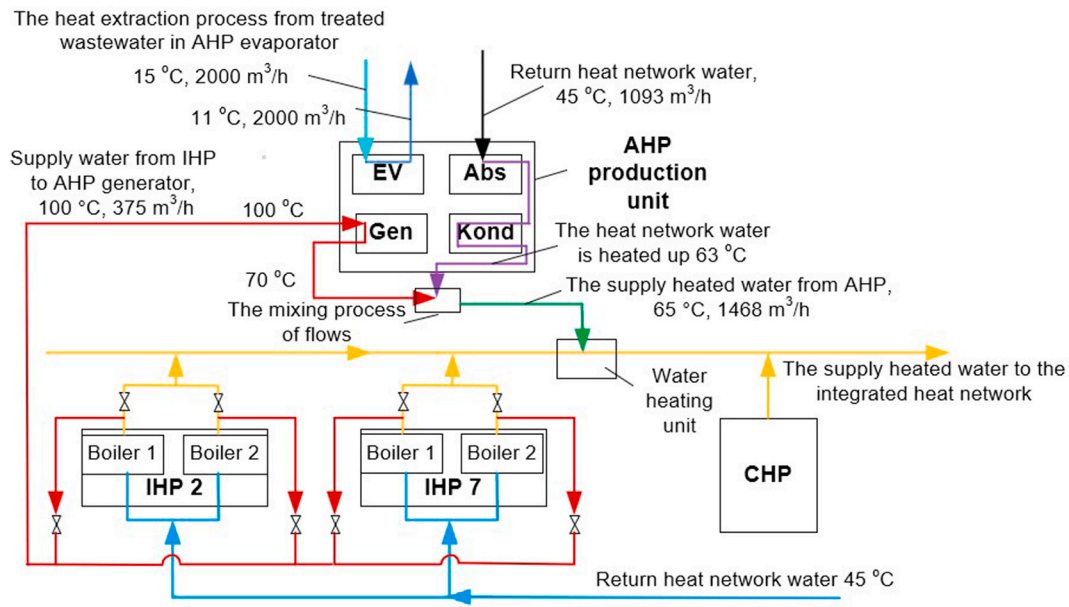 The heat extraction process from treated
wastewater in AHP evaporator
15 °C, 2000 m³/h
11 °C, 2000 m³/h
Return heat network water,
45 °C, 1093 m³/h
Supply water from IHP
to AHP generator,
100 °C, 375 m³/h
100 °C
EV
Abs
Gen
Kond
AHP
production
unit
The heat network water
is heated up 63 °C
70 °C
The mixing process
of flows
The supply heated water from AHP,
65 °C, 1468 m³/h
Water
heating
unit
The supply heated water to the
integrated heat network
Boiler 1
Boiler 2
IHP 2
Boiler 1
Boiler 2
IHP 7
CHP
Return heat network water 45 °C